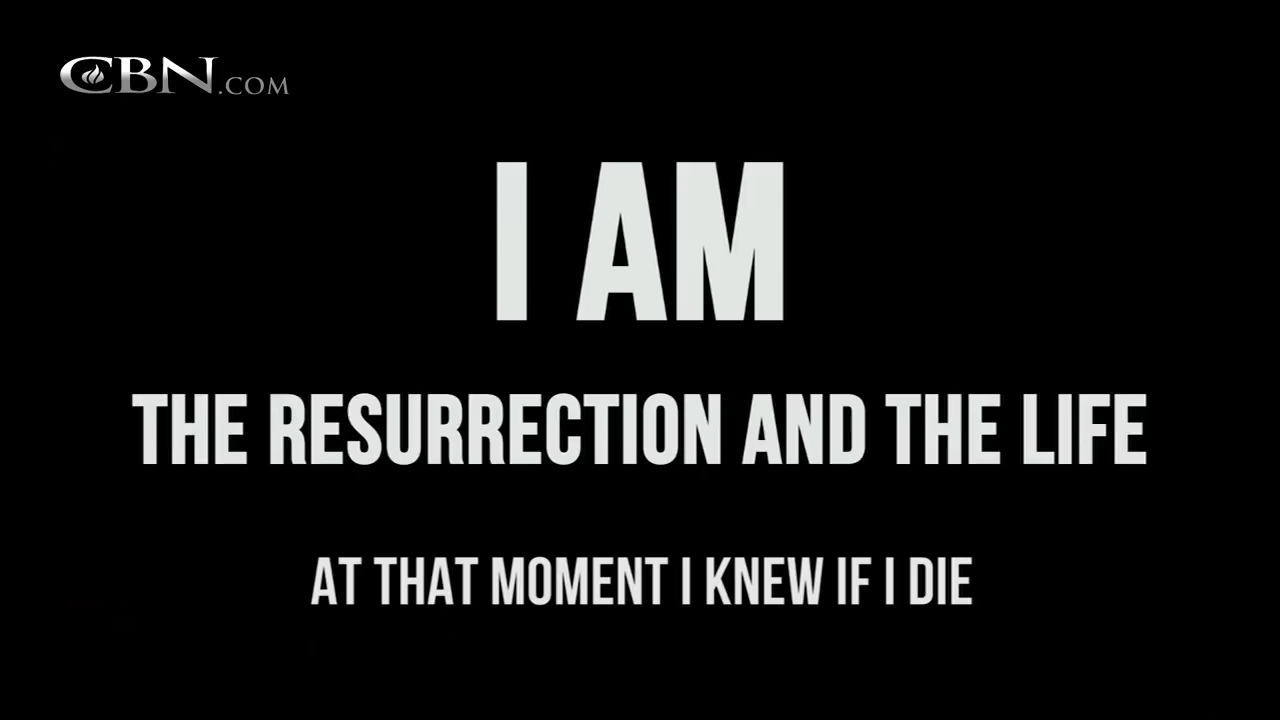 CBN.COM
I AM
THE RESURRECTION AND THE LIFE
AT THAT MOMENT I KNEW IF I DIE